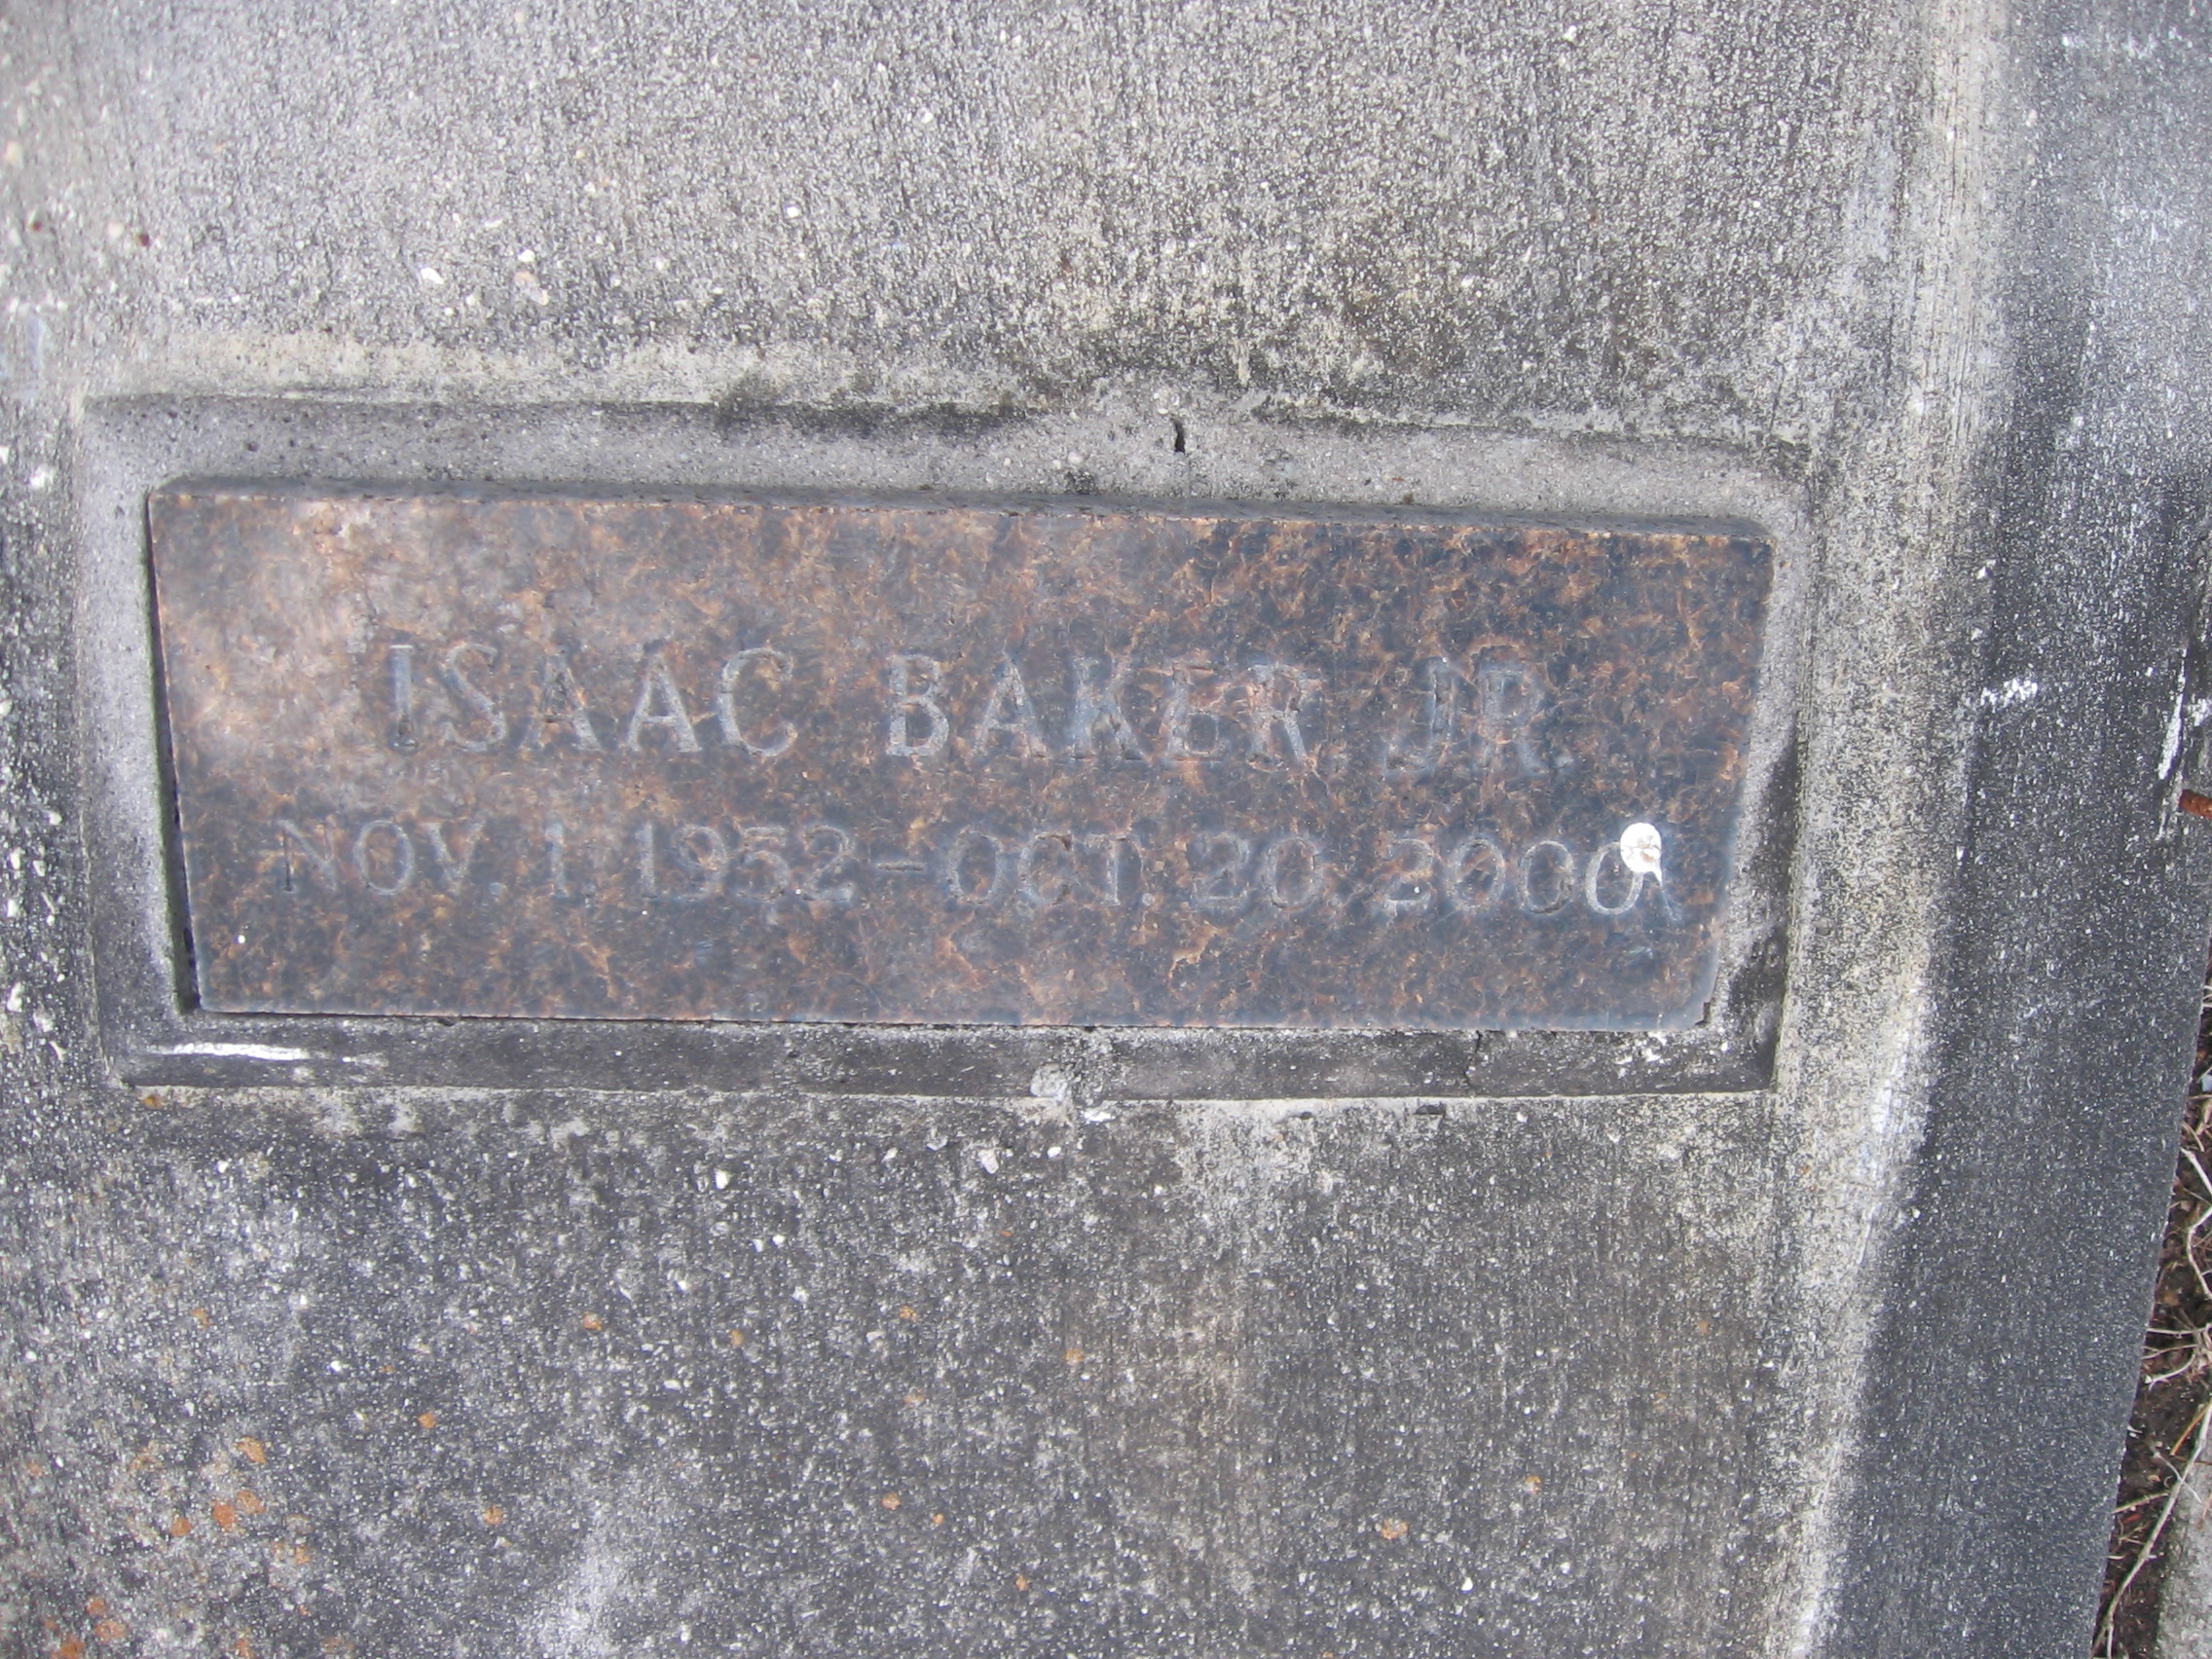 ISAAC BAKER, JR.
NOV. 1, 1952-OCT. 20, 2000